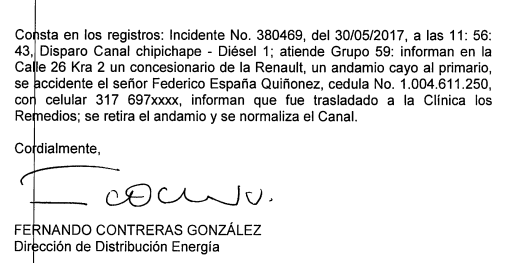 Consta en los registros: Incidente No. 380469, del 30/05/2017, a las 11: 56:
43, Disparo Canal chipichape - Diésel 1; atiende Grupo 59: informan en la
Calle 26 Kra 2 un concesionario de la Renault, un andamio cayo al primario,
se accidente el señor Federico España Quiñonez, cedula No. 1.004.611.250,
con celular 317 697xxxx, informan que fue trasladado a la Clínica los
Remedios; se retira el andamio y se normaliza el Canal.
Cordialmente,
FERNANDO CONTRERAS GONZÁLEZ
Dirección de Distribución Energía